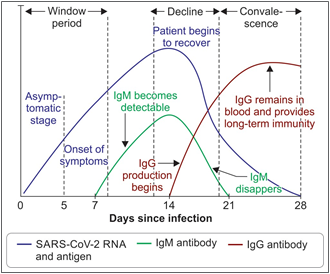 Window
period
Decline
Convale-
scence
Patient begins
to recover
Asymp-
tomatic
stage
IgM becomes
detectable
IgG remains in
blood and provides
long-term immunity
Onset of
symptoms
IgG
production
begins
IgM
disappers
0 5 7 14 21 28
Days since infection
SARS-CoV-2 RNA
and antigen
IgM antibody
IgG antibody